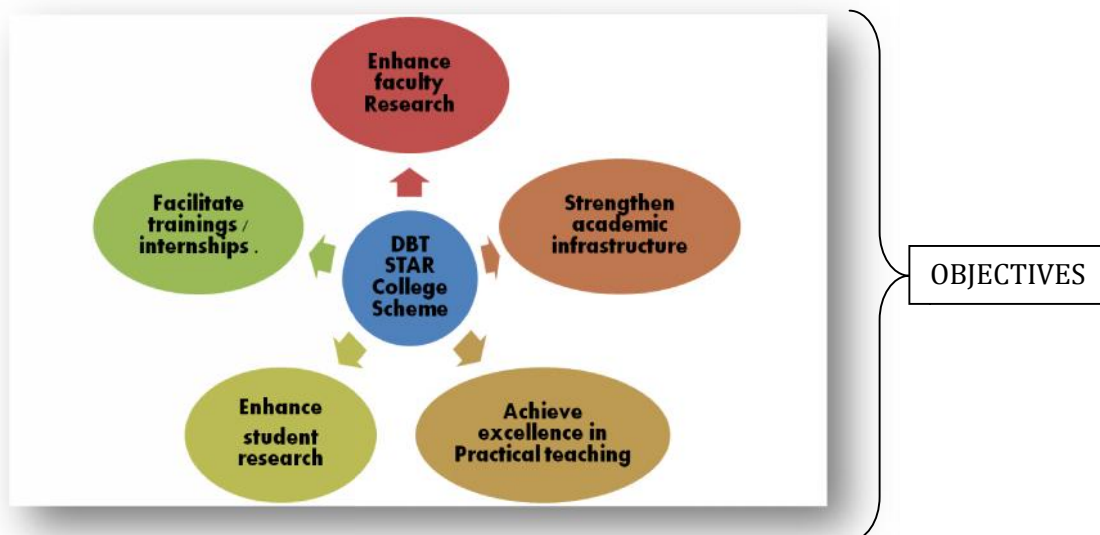 Enhance
faculty
Research
Facilitate
trainings /
internships .
DBT
STAR
College
Scheme
Strengthen
academic
infrastructure
OBJECTIVES
Enhance
student
research
Achieve
excellence in
Practical teaching